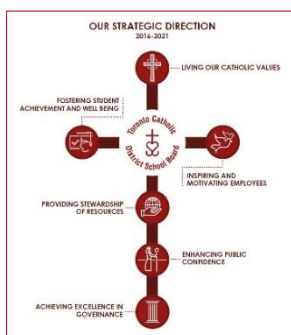 OUR STRATEGIC DIRECTION
2016-2021
LIVING OUR CATHOLIC VALUES
FOSTERING STUDENT
ACHIEVEMENT AND WELL BEING
Toronto Catholic
District School Board
INSPIRING AND
MOTIVATING EMPLOYEES
PROVIDING STEWARDSHIP
OF RESOURCES
ENHANCING PUBLIC
CONFIDENCE
ACHIEVING EXCELLENCE IN
GOVERNANCE